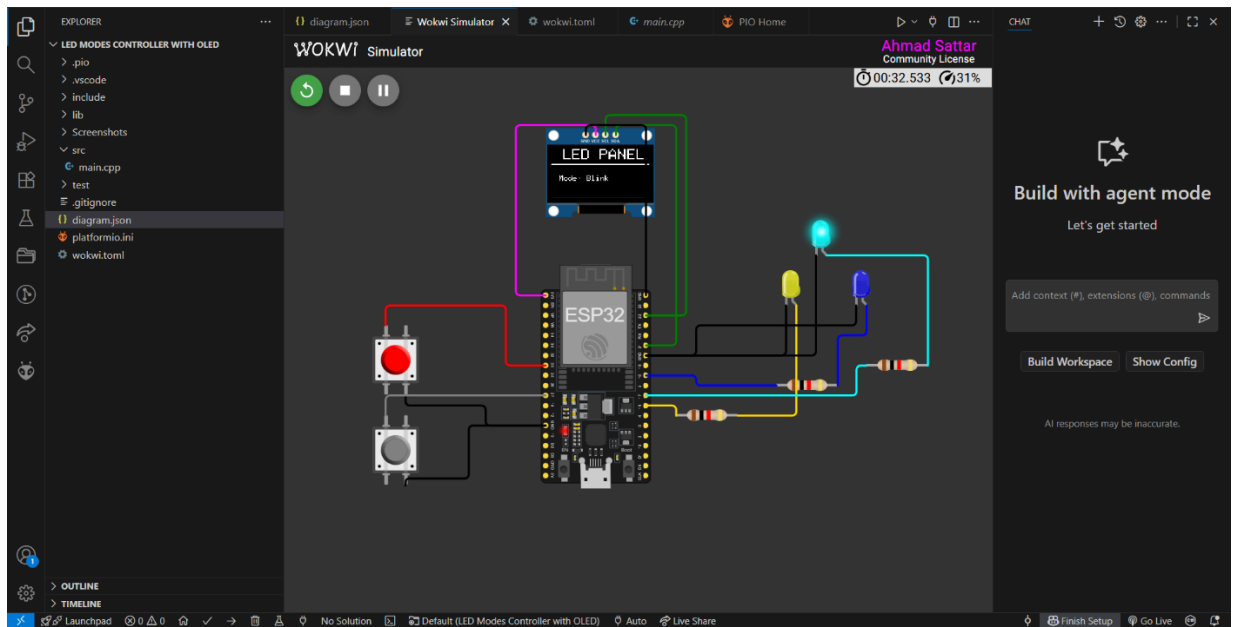 EXPLORER
LED MODES CONTROLLER WITH OLED
.pio
.vscode
include
lib
Screenshots
src
main.cpp
test
.gitignore
diagram.json
platformio.ini
wokwi.toml
OUTLINE
TIMELINE
diagram.json
Wokwi Simulator
wokwi.toml
main.cpp
PIO Home
WOKWI Simulator
Ahmad Sattar
Community License
00:32.533 31%
LED PANEL
Mode: Blink
ESP32
EN
Boot
CHAT
Build with agent mode
Let's get started
Add context (#), extensions (@), commands
Build Workspace Show Config
AI responses may be inaccurate.
1
Launchpad 0 0 No Solution Default (LED Modes Controller with OLED) Auto Live Share Finish Setup Go Live